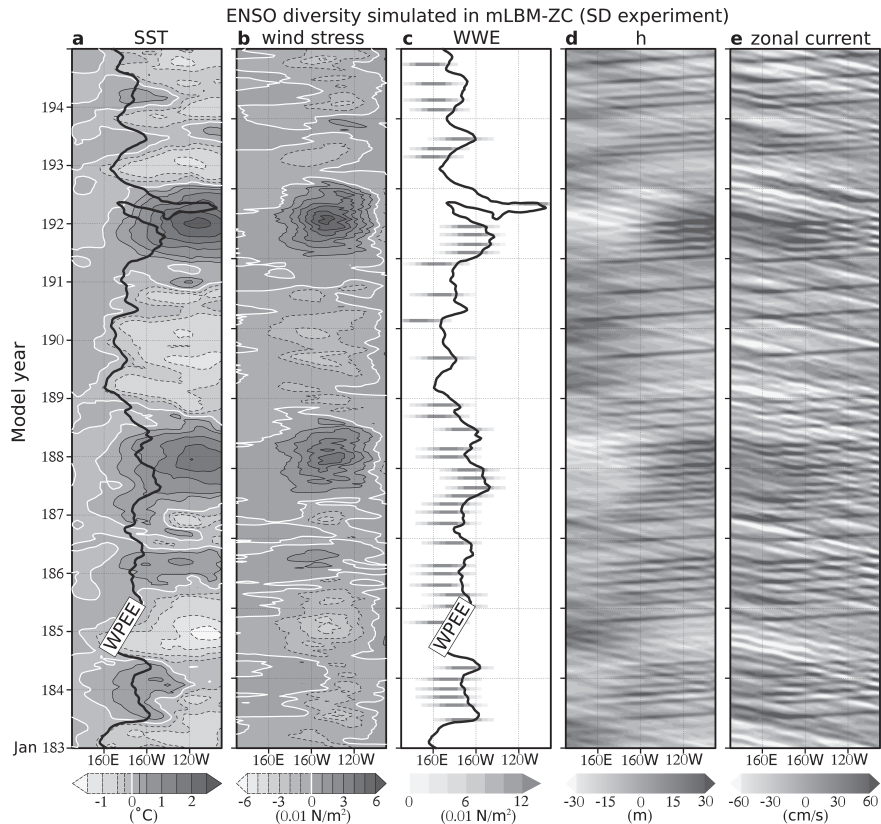 ENSO diversity simulated in mLBM-ZC (SD experiment)
a SST b wind stress c WWE d h e zonal current
Model year
194
193
192
191
190
189
188
187
186
185
184
Jan 183
WPEE WPEE
160E 160W 120W 160E 160W 120W 160E 160W 120W 160E 160W 120W 160E 160W 120W
-1 0 1 2 -6 -3 0 3 6 0 6 12 -30 -15 0 15 30 -60 -30 0 30 60
(˚C) (0.01 N/m²) (0.01 N/m²) (m) (cm/s)